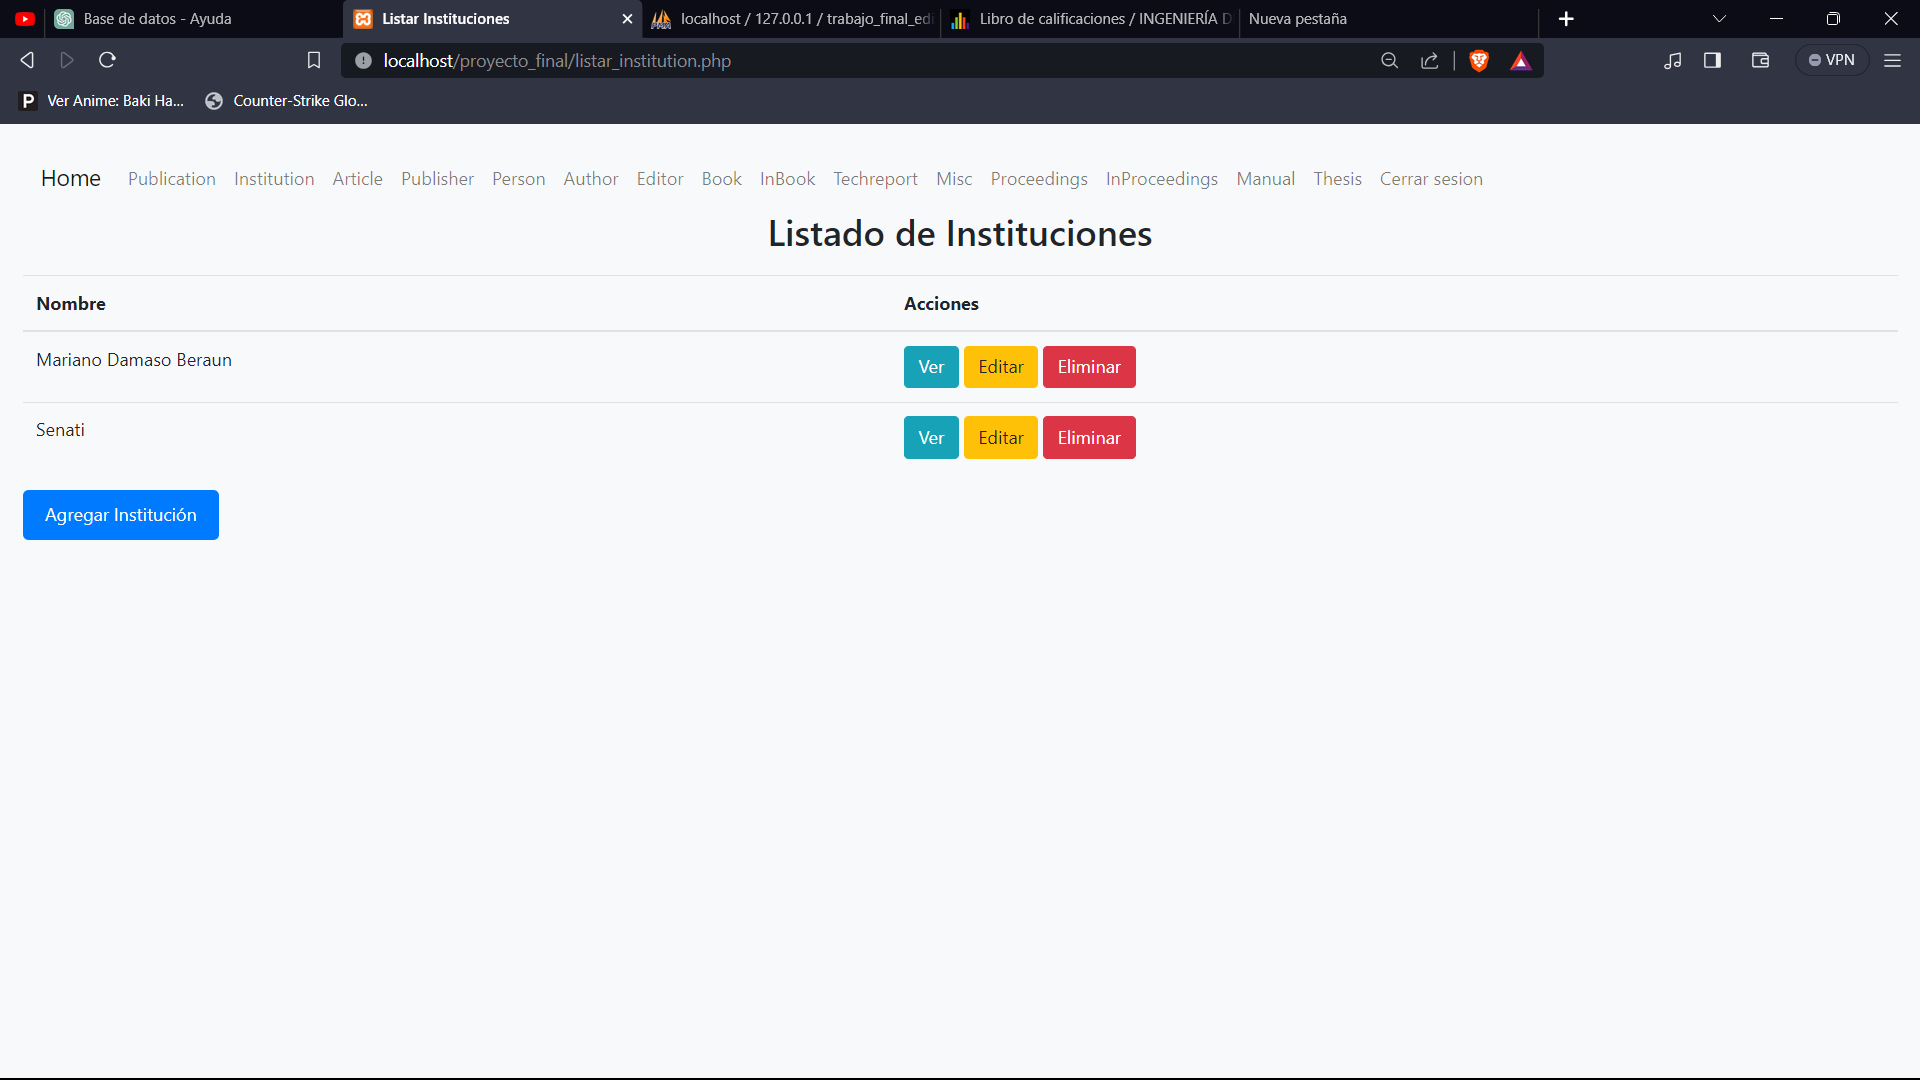 Base de datos - Ayuda
Listar Instituciones
localhost / 127.0.0.1 / trabajo_final_edi
Libro de calificaciones / INGENIERÍA D
Nueva pestaña
localhost/proyecto_final/listar_institution.php
VPN
P Ver Anime: Baki Ha...
Counter-Strike Glo...
Home Publication Institution Article Publisher Person Author Editor Book InBook Techreport Misc Proceedings InProceedings Manual Thesis Cerrar sesion
Listado de Instituciones
Nombre Acciones
Mariano Damaso Beraun Ver Editar Eliminar
Senati Ver Editar Eliminar
Agregar Institución